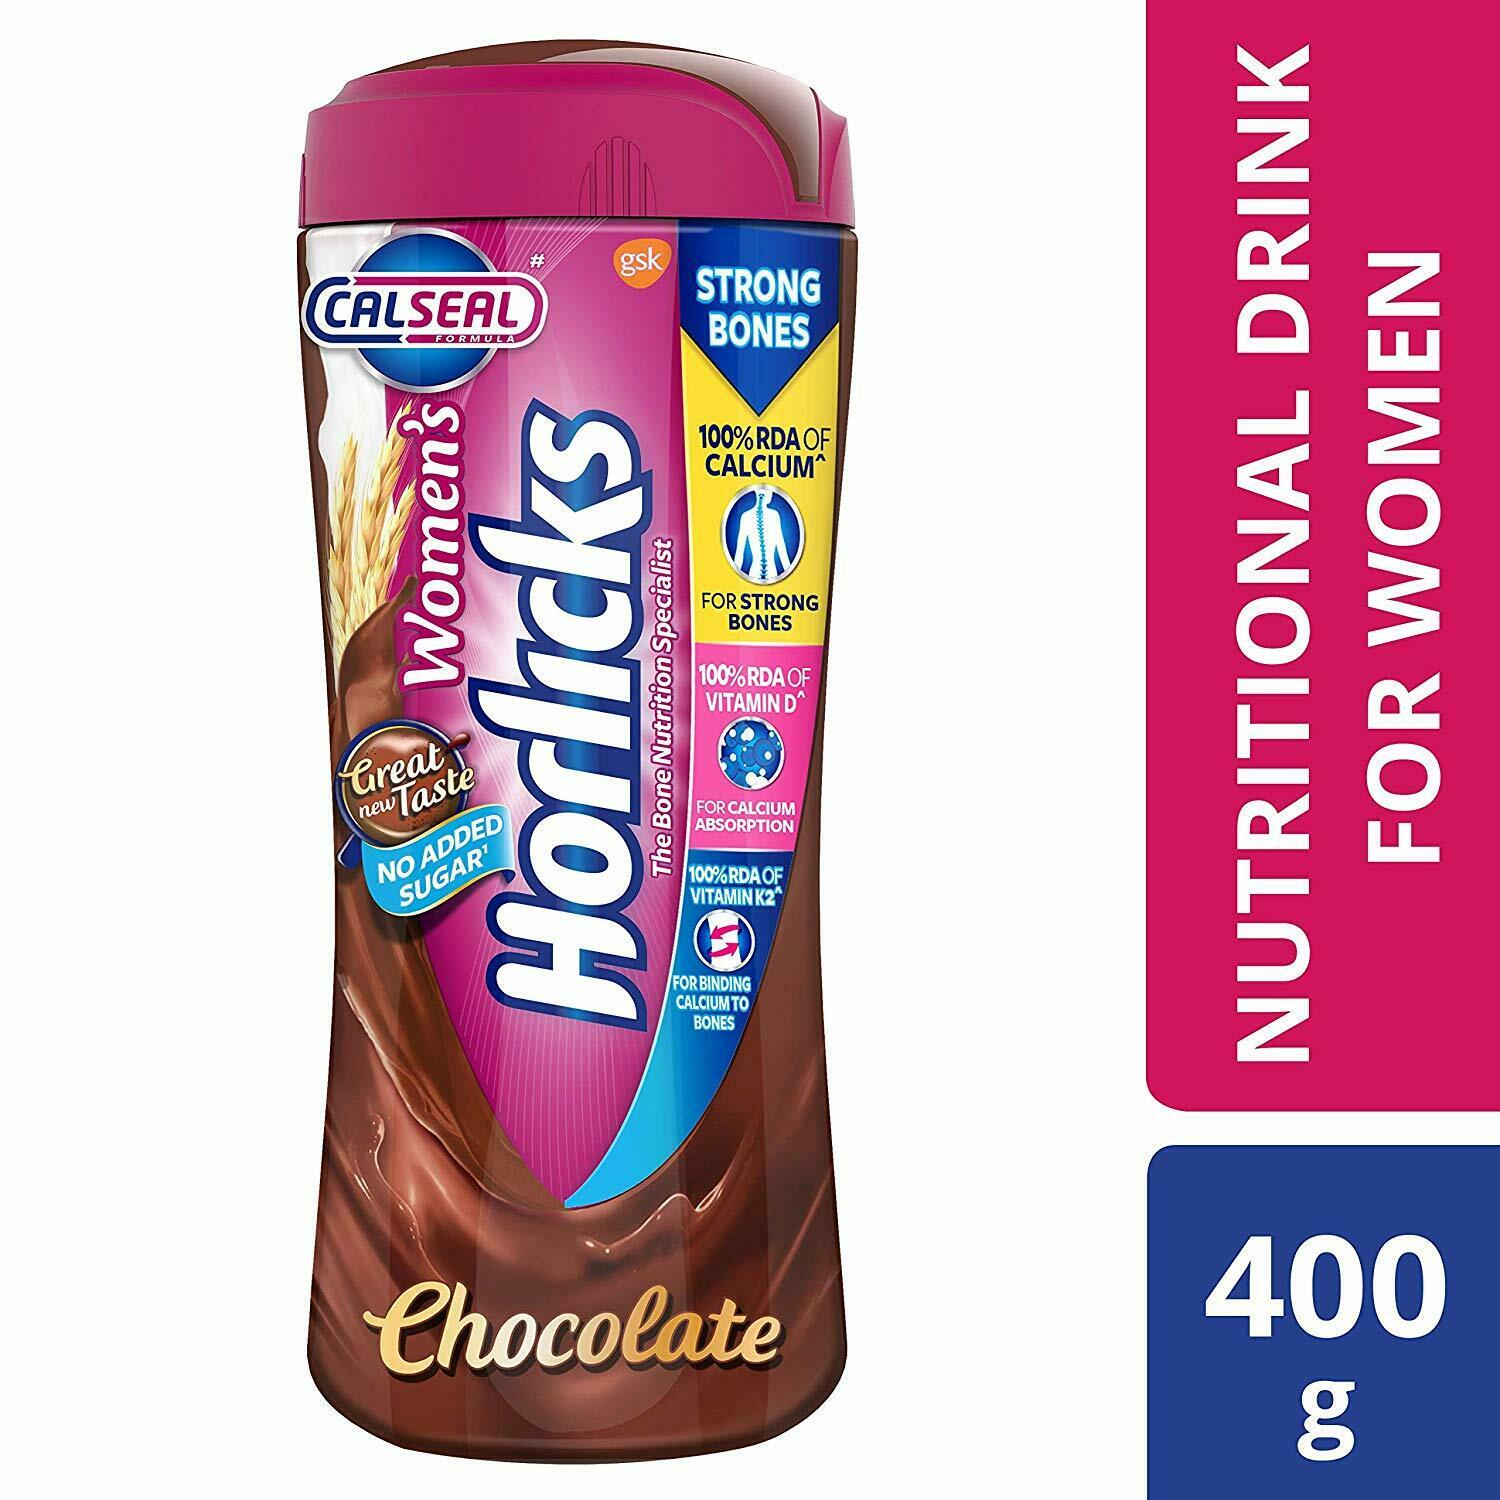 CALSEAL
FORMULA
#
gsk
Women's
Horlicks
The Bone Nutrition Specialist
Great
new Taste
NO ADDED
SUGAR¹
STRONG
BONES
100% RDA OF
CALCIUM^
FOR STRONG
BONES
100% RDA OF
VITAMIN D^
FOR CALCIUM
ABSORPTION
100% RDA OF
VITAMIN K2^
FOR BINDING
CALCIUM TO
BONES
Chocolate
NUTRITIONAL DRINK
FOR WOMEN
400
g